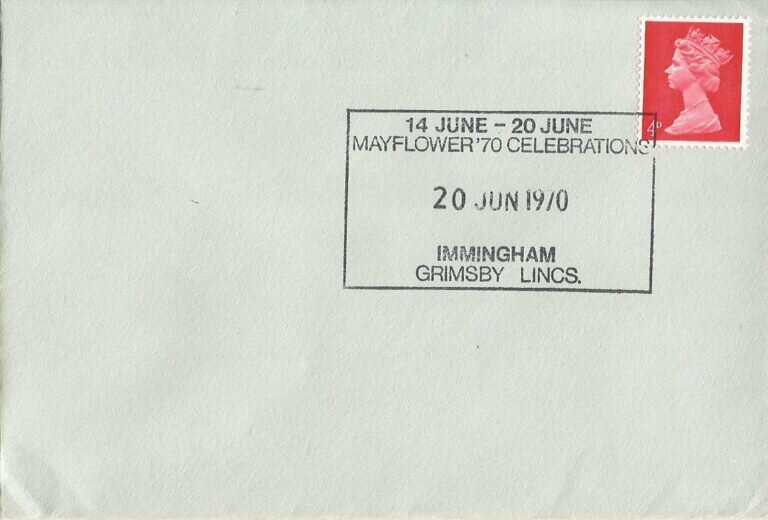 4D
14 JUNE - 20 JUNE
MAYFLOWER '70 CELEBRATIONS
20 JUN 1970
IMMINGHAM
GRIMSBY LINCS.